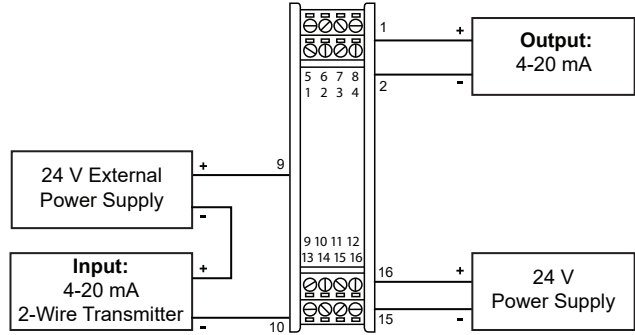 1
+
Output:
4-20 mA
-
2
5 6 7 8
1 2 3 4
24 V External
Power Supply
+
9
-
Input:
4-20 mA
2-Wire Transmitter
+
-
10
9 10 11 12
13 14 15 16
16
+
24 V
Power Supply
-
15